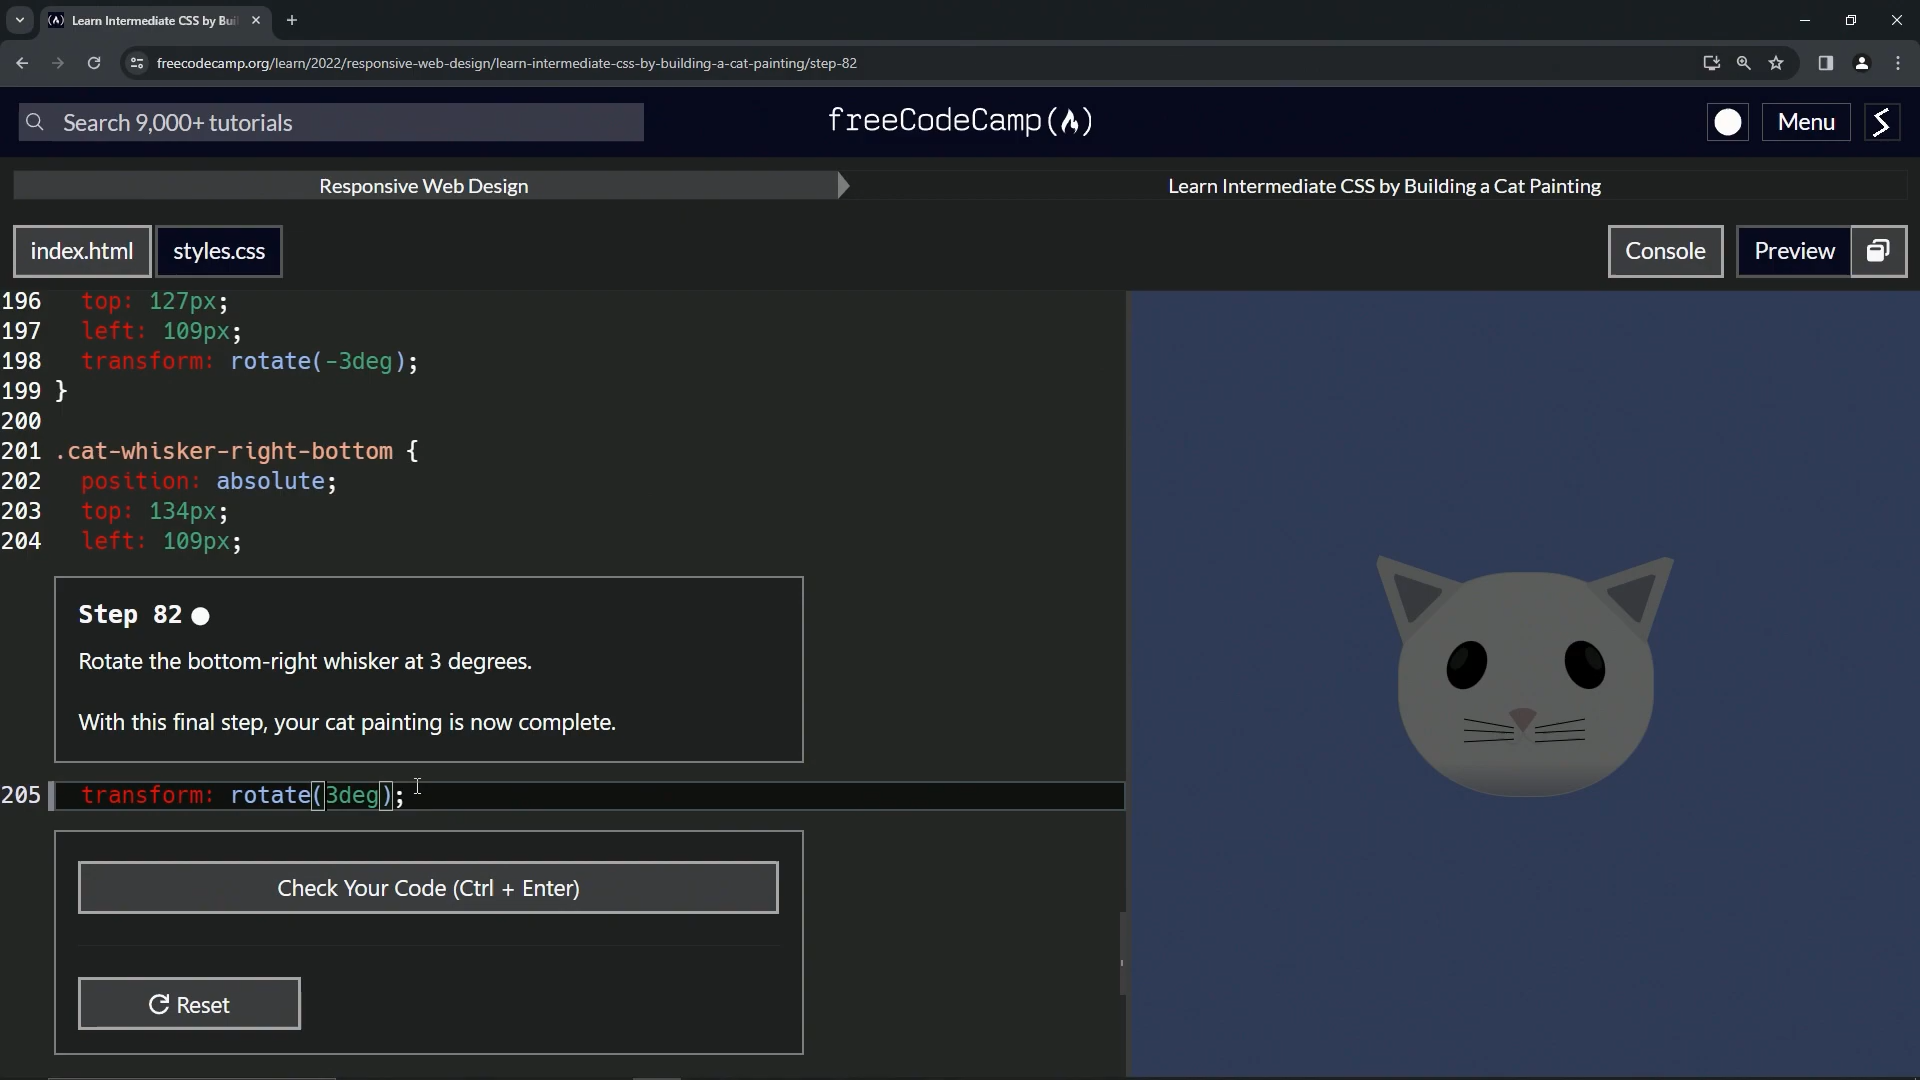 Learn Intermediate CSS by Bui
freecodecamp.org/learn/2022/responsive-web-design/learn-intermediate-css-by-building-a-cat-painting/step-82
Search 9,000+ tutorials
freeCodeCamp
Menu
Responsive Web Design
Learn Intermediate CSS by Building a Cat Painting
index.html
styles.css
Console
Preview
196 top: 127px;
197 left: 109px;
198 transform: rotate(-3deg);
199 }
200
201 .cat-whisker-right-bottom {
202 position: absolute;
203 top: 134px;
204 left: 109px;
Step 82
Rotate the bottom-right whisker at 3 degrees.
With this final step, your cat painting is now complete.
205 transform: rotate(3deg);
Check Your Code (Ctrl + Enter)
Reset